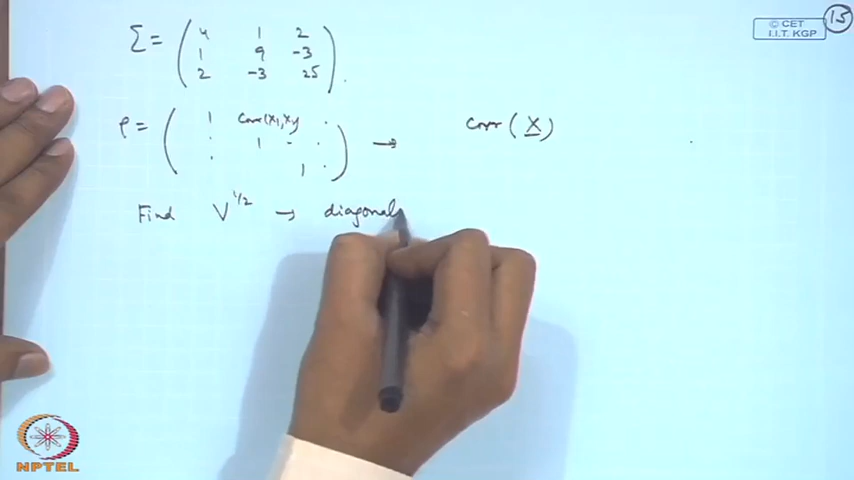 15
© CET
I.I.T. KGP
Σ = ( 4 1 2
1 9 -3
2 -3 25 ).
ρ = ( 1 Corr(X1,X2) .
. 1 - .
. 1 . ) → Corr(X)
Find V^1/2 → diagonal
NPTEL